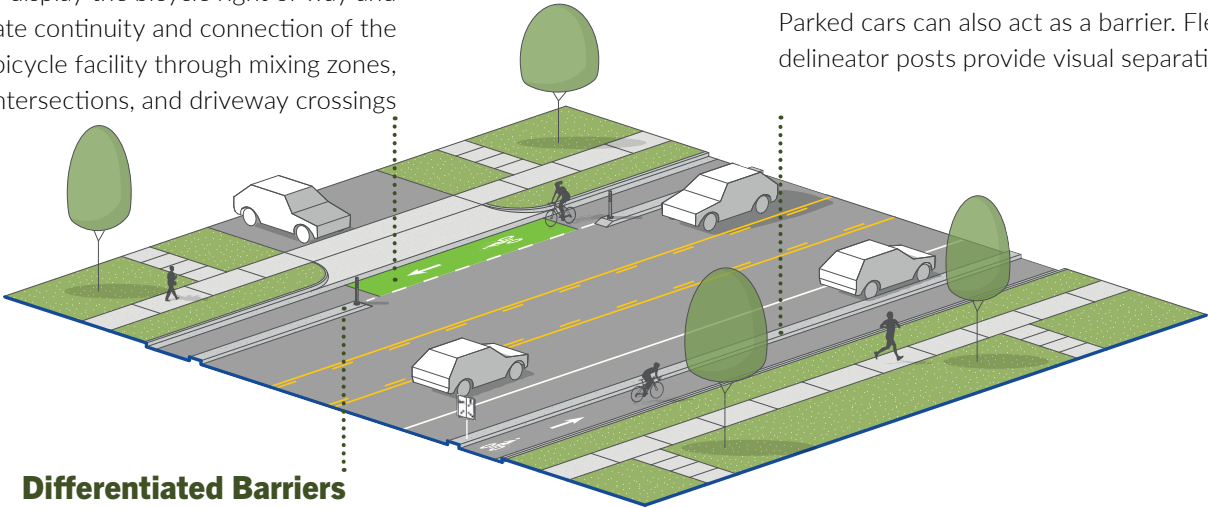 display the bicycle right of way and
ate continuity and connection of the
bicycle facility through mixing zones,
ntersections, and driveway crossings
Parked cars can also act as a barrier. Fle
delineator posts provide visual separati
Differentiated Barriers